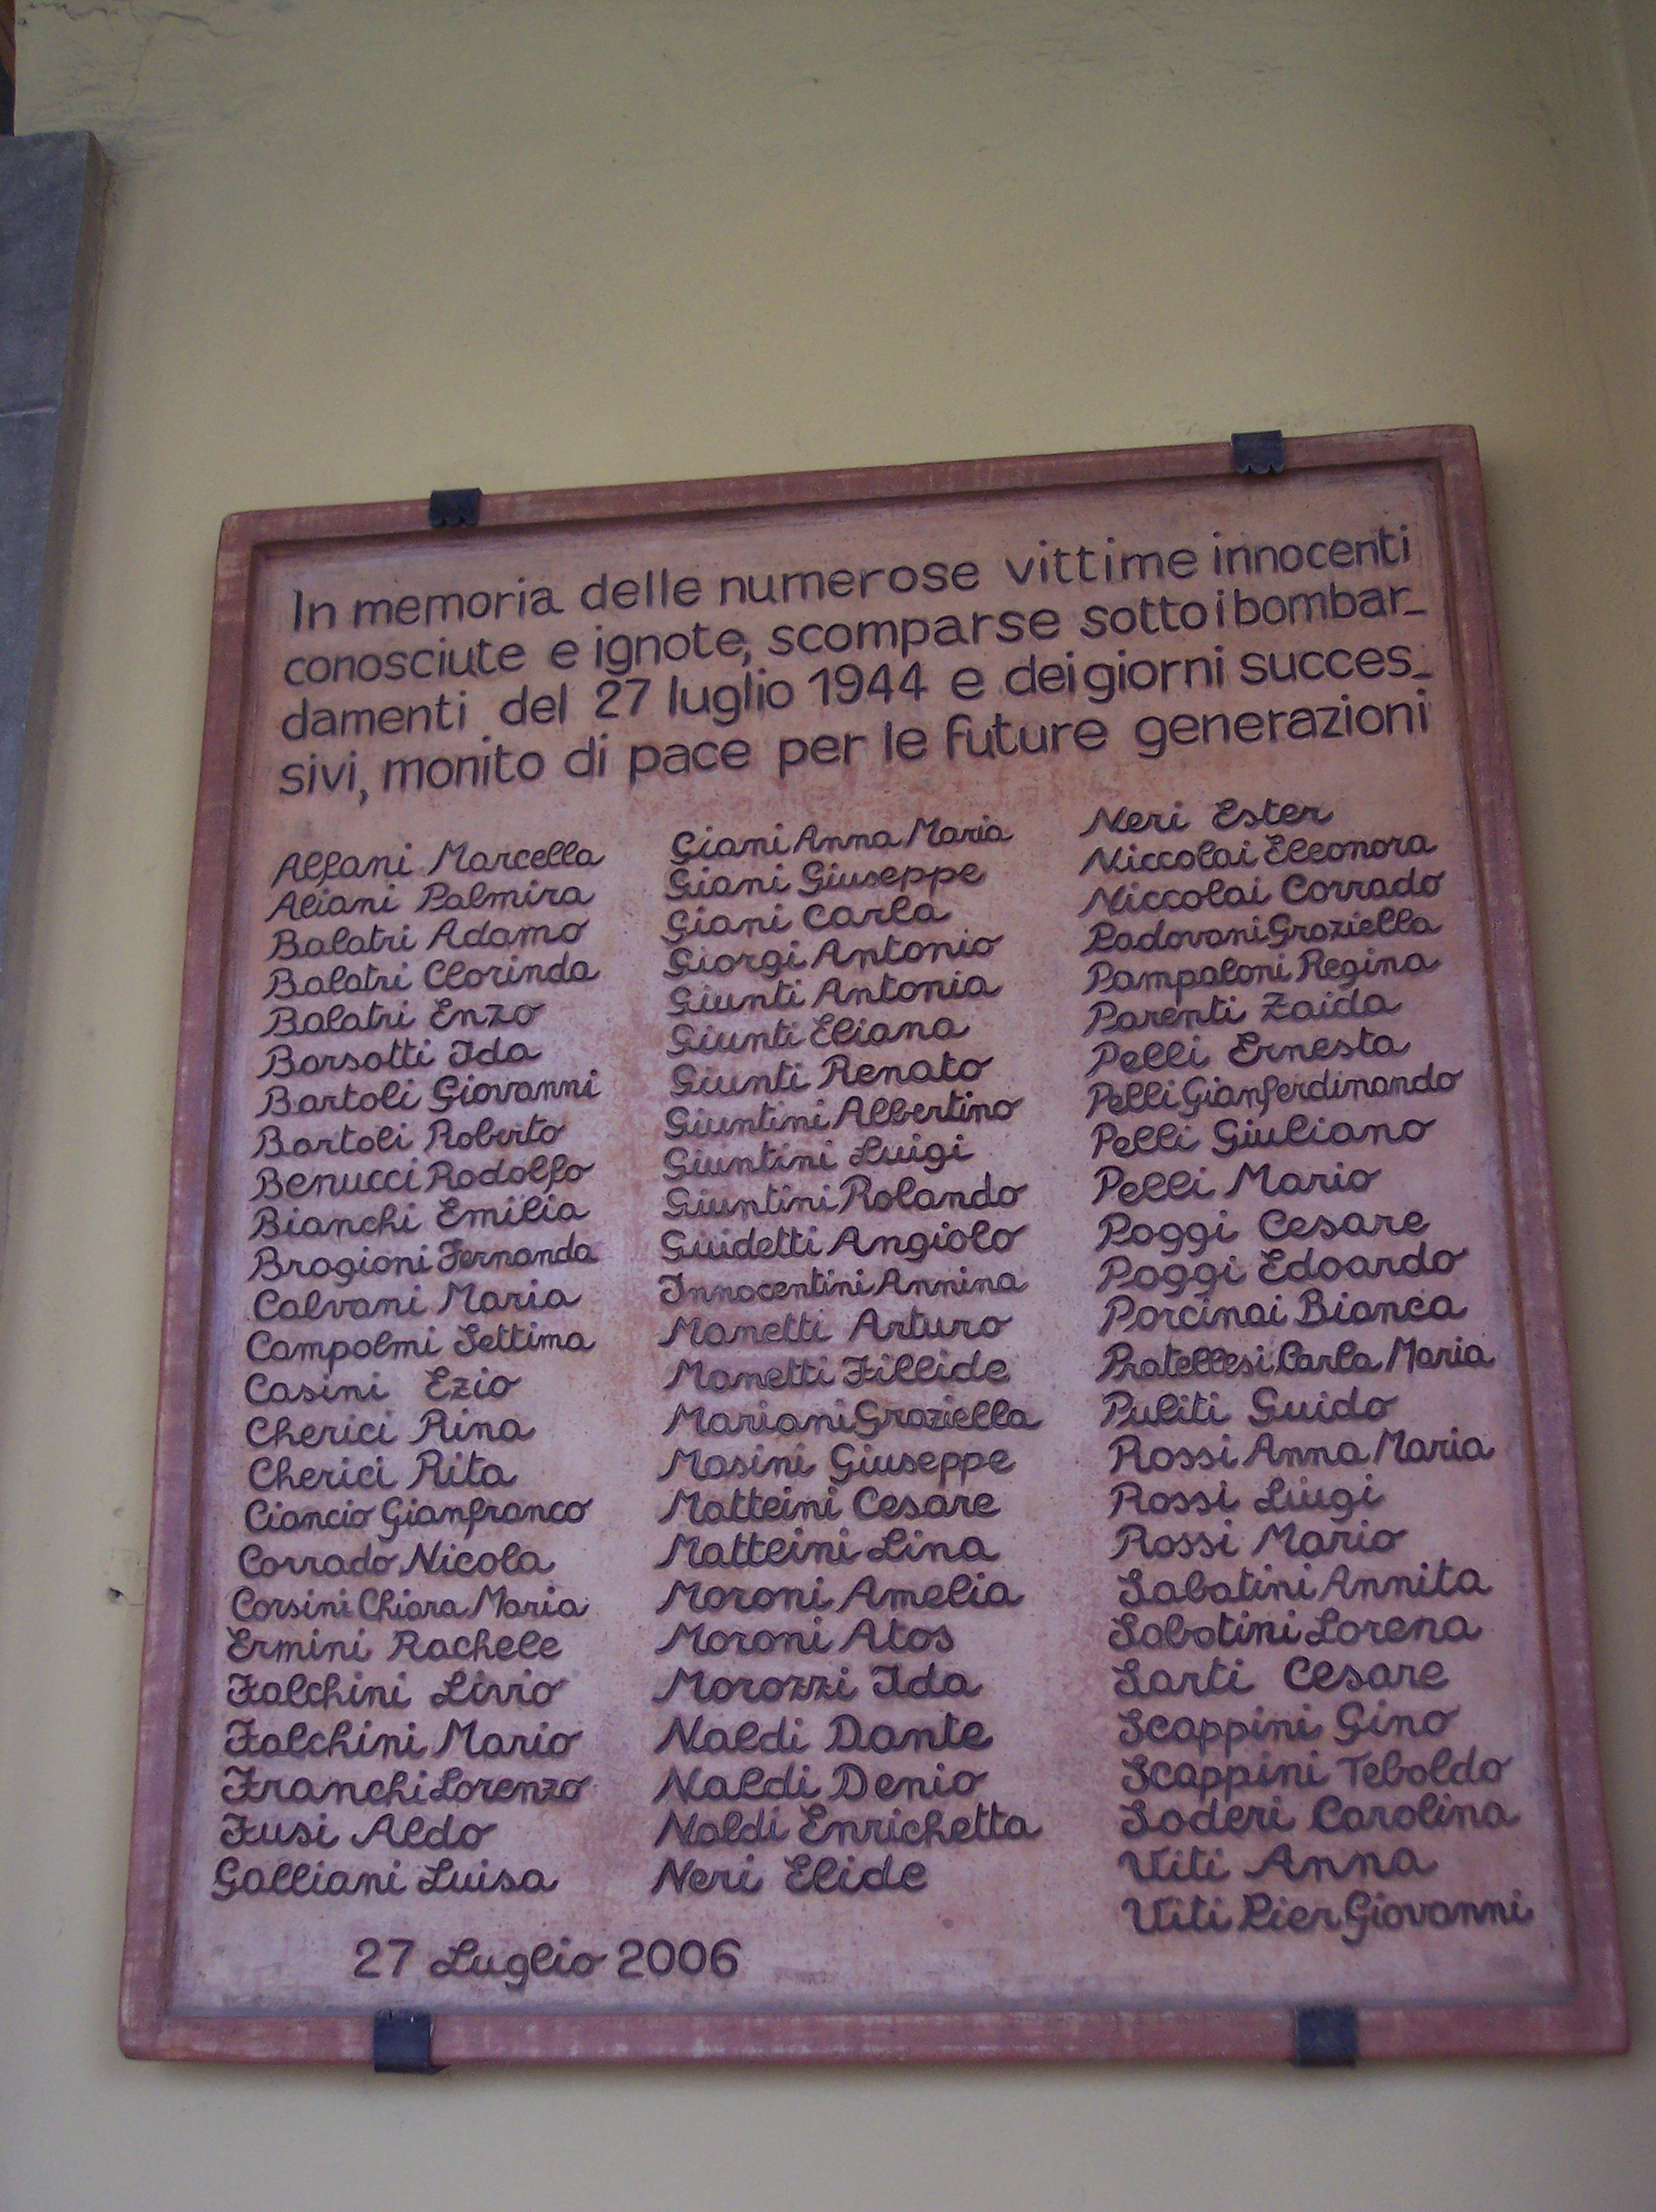 In memoria delle numerose vittime innocenti
conosciute e ignote, scomparse sotto i bombar_
damenti del 27 luglio 1944 e dei giorni succes_
sivi, monito di pace per le future generazioni
Alfani Marcella
Aliani Palmira
Balatri Adamo
Balatri Clorinda
Balatri Enzo
Barsotti Ida
Bartoli Giovanni
Bartoli Roberto
Benucci Rodolfo
Bianchi Emilia
Bragioni Fernanda
Calvani Maria
Campolmi Settima
Casini Ezio
Cherici Rina
Cherici Rita
Ciancio Gianfranco
Corrado Nicola
Corsini Chiara Maria
Ermini Rachele
Falchini Livio
Falchini Mario
Franchi Lorenzo
Fusi Aldo
Galliani Luisa
Giani Anna Maria
Giani Giuseppe
Giani Carla
Giorgi Antonio
Giunti Antonia
Giunti Eliana
Giunti Renato
Giuntini Albertino
Giuntini Luigi
Giuntini Rolando
Guidetti Angiolo
Innocentini Annina
Manetti Arturo
Manetti Fillide
Mariani Graziella
Masini Giuseppe
Matteini Cesare
Matteini Lina
Moroni Amelia
Moroni Atos
Morozzi Ida
Naldi Dante
Naldi Denio
Naldi Enrichetta
Neri Elide
Neri Ester
Niccolai Eleonora
Niccolai Corrado
Padovani Graziella
Pampaloni Regina
Parenti Zaida
Pelli Ernesta
Pelli Gianferdinando
Pelli Giuliano
Pelli Mario
Poggi Cesare
Poggi Edoardo
Porcinai Bianca
Pratellesi Carla Maria
Puliti Guido
Rossi Anna Maria
Rossi Luigi
Rossi Mario
Sabatini Annita
Sabatini Lorena
Sarti Cesare
Scappini Gino
Scappini Teboldo
Soderi Carolina
Viti Anna
Viti Pier Giovanni
27 Luglio 2006